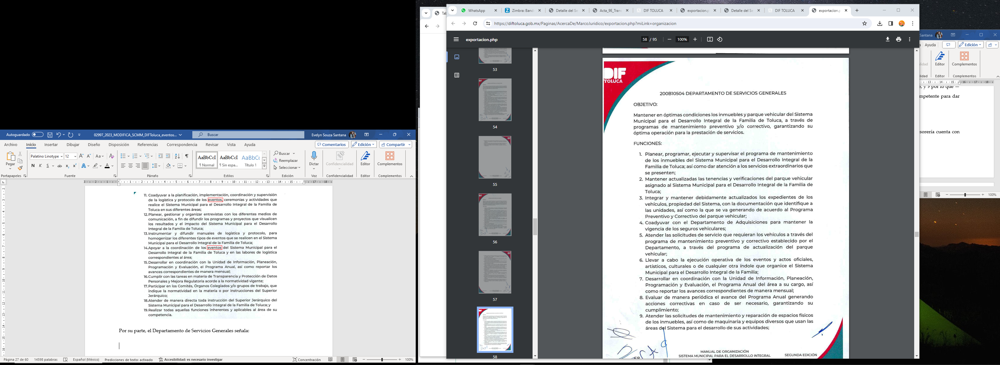 Autoguardado
02997_2023_MODIFICA_SCMM_DIFToluca_eventos...
Buscar
Evelyn Souza Santana
Archivo Inicio Insertar Dibujar Diseño Disposición Referencias Correspondencia Revisar Vista Ayuda
Comentarios Edición Compartir
Pegar
Palatino Linotype 12
N K S
AaBbCcI AaBbCcI AaBbC
¶ Normal ¶ Sin espa... Título 1
Buscar
Reemplazar
Seleccionar
Dictar Confidencialidad Editor Complementos
Portapapeles Fuente Párrafo Estilos Edición Voz Confidencialidad Editor Complementos
11. Coadyuvar a la planificación, implementación, coordinación y supervisión
de la logística y protocolo de los eventos, ceremonias y actividades que
realice el Sistema Municipal para el Desarrollo Integral de la Familia de
Toluca en sus diferentes áreas;
12. Planear, gestionar y organizar entrevistas con los diferentes medios de
comunicación, a fin de difundir los programas y proyectos que visualicen
los resultados y el impacto del Sistema Municipal para el Desarrollo
Integral de la Familia de Toluca;
13. Instrumentar y difundir manuales de logística y protocolo, para
homogenizar los diferentes tipos de eventos que se realicen en el Sistema
Municipal para el Desarrollo Integral de la Familia de Toluca;
14. Apoyar a la coordinación de los eventos del Sistema Municipal para el
Desarrollo Integral de la Familia de Toluca y en las labores de logística
correspondientes al área;
15. Desarrollar en coordinación con la Unidad de Información, Planeación,
Programación y Evaluación, el Programa Anual, así como reportar los
avances correspondientes de manera mensual;
16. Cumplir con las tareas en materia de Transparencia y Protección de Datos
Personales y Mejora Regulatoria acorde a la normatividad vigente;
17. Participar en los Comités, Órganos Colegiados y/o grupos de trabajo, que
indique la normatividad en la materia o por instrucciones del Superior
Jerárquico;
18. Atender de manera directa toda instrucción del Superior Jerárquico del
Sistema Municipal para el Desarrollo Integral de la Familia de Toluca; y
19. Realizar todas aquellas funciones inherentes y aplicables al área de su
competencia.
Por su parte, el Departamento de Servicios Generales señala:
Página 27 de 60 14598 palabras Español (México) Predicciones de texto: activado Accesibilidad: es necesario investigar Concentración 100%
Tab
WhatsApp
Zimbra: Band
Detalle del Se
Acta_9E_Trans
DIF TOLUCA
exportacion.p
Detalle del Se
DIF TOLUCA
exportacion.p
https://diftoluca.gob.mx/Paginas/AcercaDe/MarcoJuridico/exportacion.php?miLink=organizacion
exportacion.php
58 / 95
100%
53
54
55
56
57
58
DIF
TOLUCA
200B10504 DEPARTAMENTO DE SERVICIOS GENERALES
OBJETIVO:
Mantener en óptimas condiciones los inmuebles y parque vehicular del Sistema
Municipal para el Desarrollo Integral de la Familia de Toluca, a través de
programas de mantenimiento preventivo y/o correctivo, garantizando su
óptima operación para la prestación de servicios.
FUNCIONES:
1. Planear, programar, ejecutar y supervisar el programa de mantenimiento
de los inmuebles del Sistema Municipal para el Desarrollo Integral de la
Familia de Toluca; así como dar atención a los servicios extraordinarios que
se presenten;
2. Mantener actualizadas las tenencias y verificaciones del parque vehicular
asignado al Sistema Municipal para el Desarrollo Integral de la Familia de
Toluca;
3. Integrar y mantener debidamente actualizados los expedientes de los
vehículos, propiedad del Sistema, con la documentación que identifique a
las unidades, así como la que se va generando de acuerdo al Programa
Preventivo y Correctivo del parque vehicular;
4. Coadyuvar con el Departamento de Adquisiciones para mantener la
vigencia de los seguros vehiculares;
5. Atender las solicitudes de servicio que requieran los vehículos a través del
programa de mantenimiento preventivo y correctivo establecido por el
Departamento, a través del programa de actualización del parque
vehicular;
6. Llevar a cabo la ejecución operativa de los eventos y actos oficiales,
artísticos, culturales o de cualquier otra índole que organice el Sistema
Municipal para el Desarrollo Integral de la Familia;
7. Desarrollar en coordinación con la Unidad de Información, Planeación,
Programación y Evaluación, el Programa Anual del área a su cargo, así
como reportar los avances correspondientes de manera mensual;
8. Evaluar de manera periódica el avance del Programa Anual generando
acciones correctivas en caso de ser necesario, garantizando su
cumplimiento;
9. Atender las solicitudes de mantenimiento y reparación de espacios físicos
de los inmuebles, así como de maquinaria y equipos diversos que usan las
áreas del Sistema para el desarrollo de sus actividades;
58
MANUAL DE ORGANIZACIÓN
SISTEMA MUNICIPAL PARA EL DESARROLLO INTEGRAL
SEGUNDA EDICIÓN
Santana
Ayuda
Edición
Editor Complementos
lidad Editor Complementos
, y 9 por lo que —
mpetente para dar
sorería cuenta con
100%